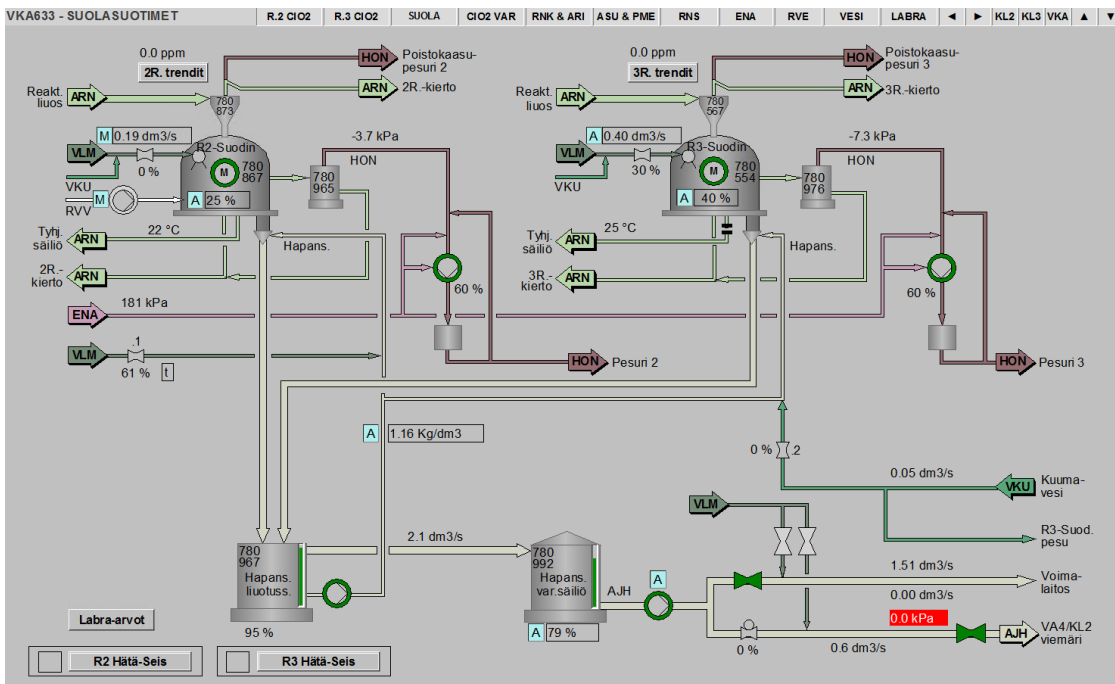 VKA633 - SUOLASUOTIMET
R.2 ClO2
R.3 ClO2
SUOLA
ClO2 VAR
RNK & ARI
ASU & PME
RNS
ENA
RVE
VESI
LABRA
KL2
KL3
VKA
0.0 ppm
2R. trendit
HON
Poistokaasu-
pesuri 2
ARN
2R.-kierto
Reakt.
liuos
ARN
780
873
M
0.19 dm3/s
VLM
0 %
VKU
M
RVV
R2-Suodin
M
780
867
A
25 %
-3.7 kPa
HON
780
965
22 °C
Tyhj.
säiliö
ARN
Hapans.
2R.-
kierto
ARN
60 %
ENA
181 kPa
VLM
.1
61 %
t
HON
Pesuri 2
0.0 ppm
3R. trendit
HON
Poistokaasu-
pesuri 3
ARN
3R.-kierto
Reakt.
liuos
ARN
780
567
A
0.40 dm3/s
VLM
30 %
VKU
R3-Suodin
M
780
554
A
40 %
-7.3 kPa
HON
780
976
25 °C
Tyhj.
säiliö
ARN
Hapans.
3R.-
kierto
ARN
60 %
HON
Pesuri 3
A
1.16 Kg/dm3
0 %
.2
0.05 dm3/s
VKU
Kuuma-
vesi
VLM
R3-Suod.
pesu
780
967
Hapans.
liuotuss.
95 %
2.1 dm3/s
780
992
Hapans.
var.säiliö
A
79 %
AJH
A
1.51 dm3/s
Voima-
laitos
0.00 dm3/s
0.0 kPa
AJH
VA4/KL2
viemäri
0 %
0.6 dm3/s
Labra-arvot
R2 Hätä-Seis
R3 Hätä-Seis